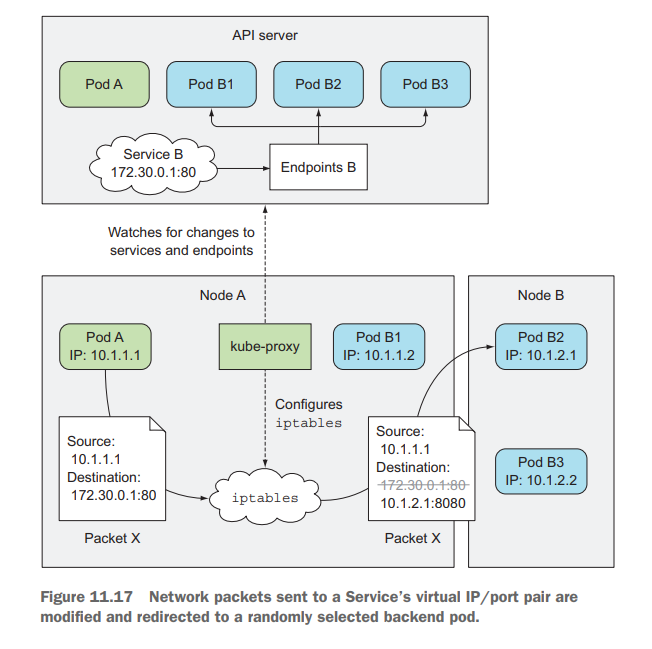 API server
Pod A
Pod B1
Pod B2
Pod B3
Service B
172.30.0.1:80
Endpoints B
Watches for changes to
services and endpoints
Node A
Node B
Pod A
IP: 10.1.1.1
kube-proxy
Pod B1
IP: 10.1.1.2
Pod B2
IP: 10.1.2.1
Configures
iptables
Source:
10.1.1.1
Destination:
172.30.0.1:80
Packet X
iptables
Source:
10.1.1.1
Destination:
172.30.0.1:80
10.1.2.1:8080
Packet X
Pod B3
IP: 10.1.2.2
Figure 11.17 Network packets sent to a Service's virtual IP/port pair are
modified and redirected to a randomly selected backend pod.